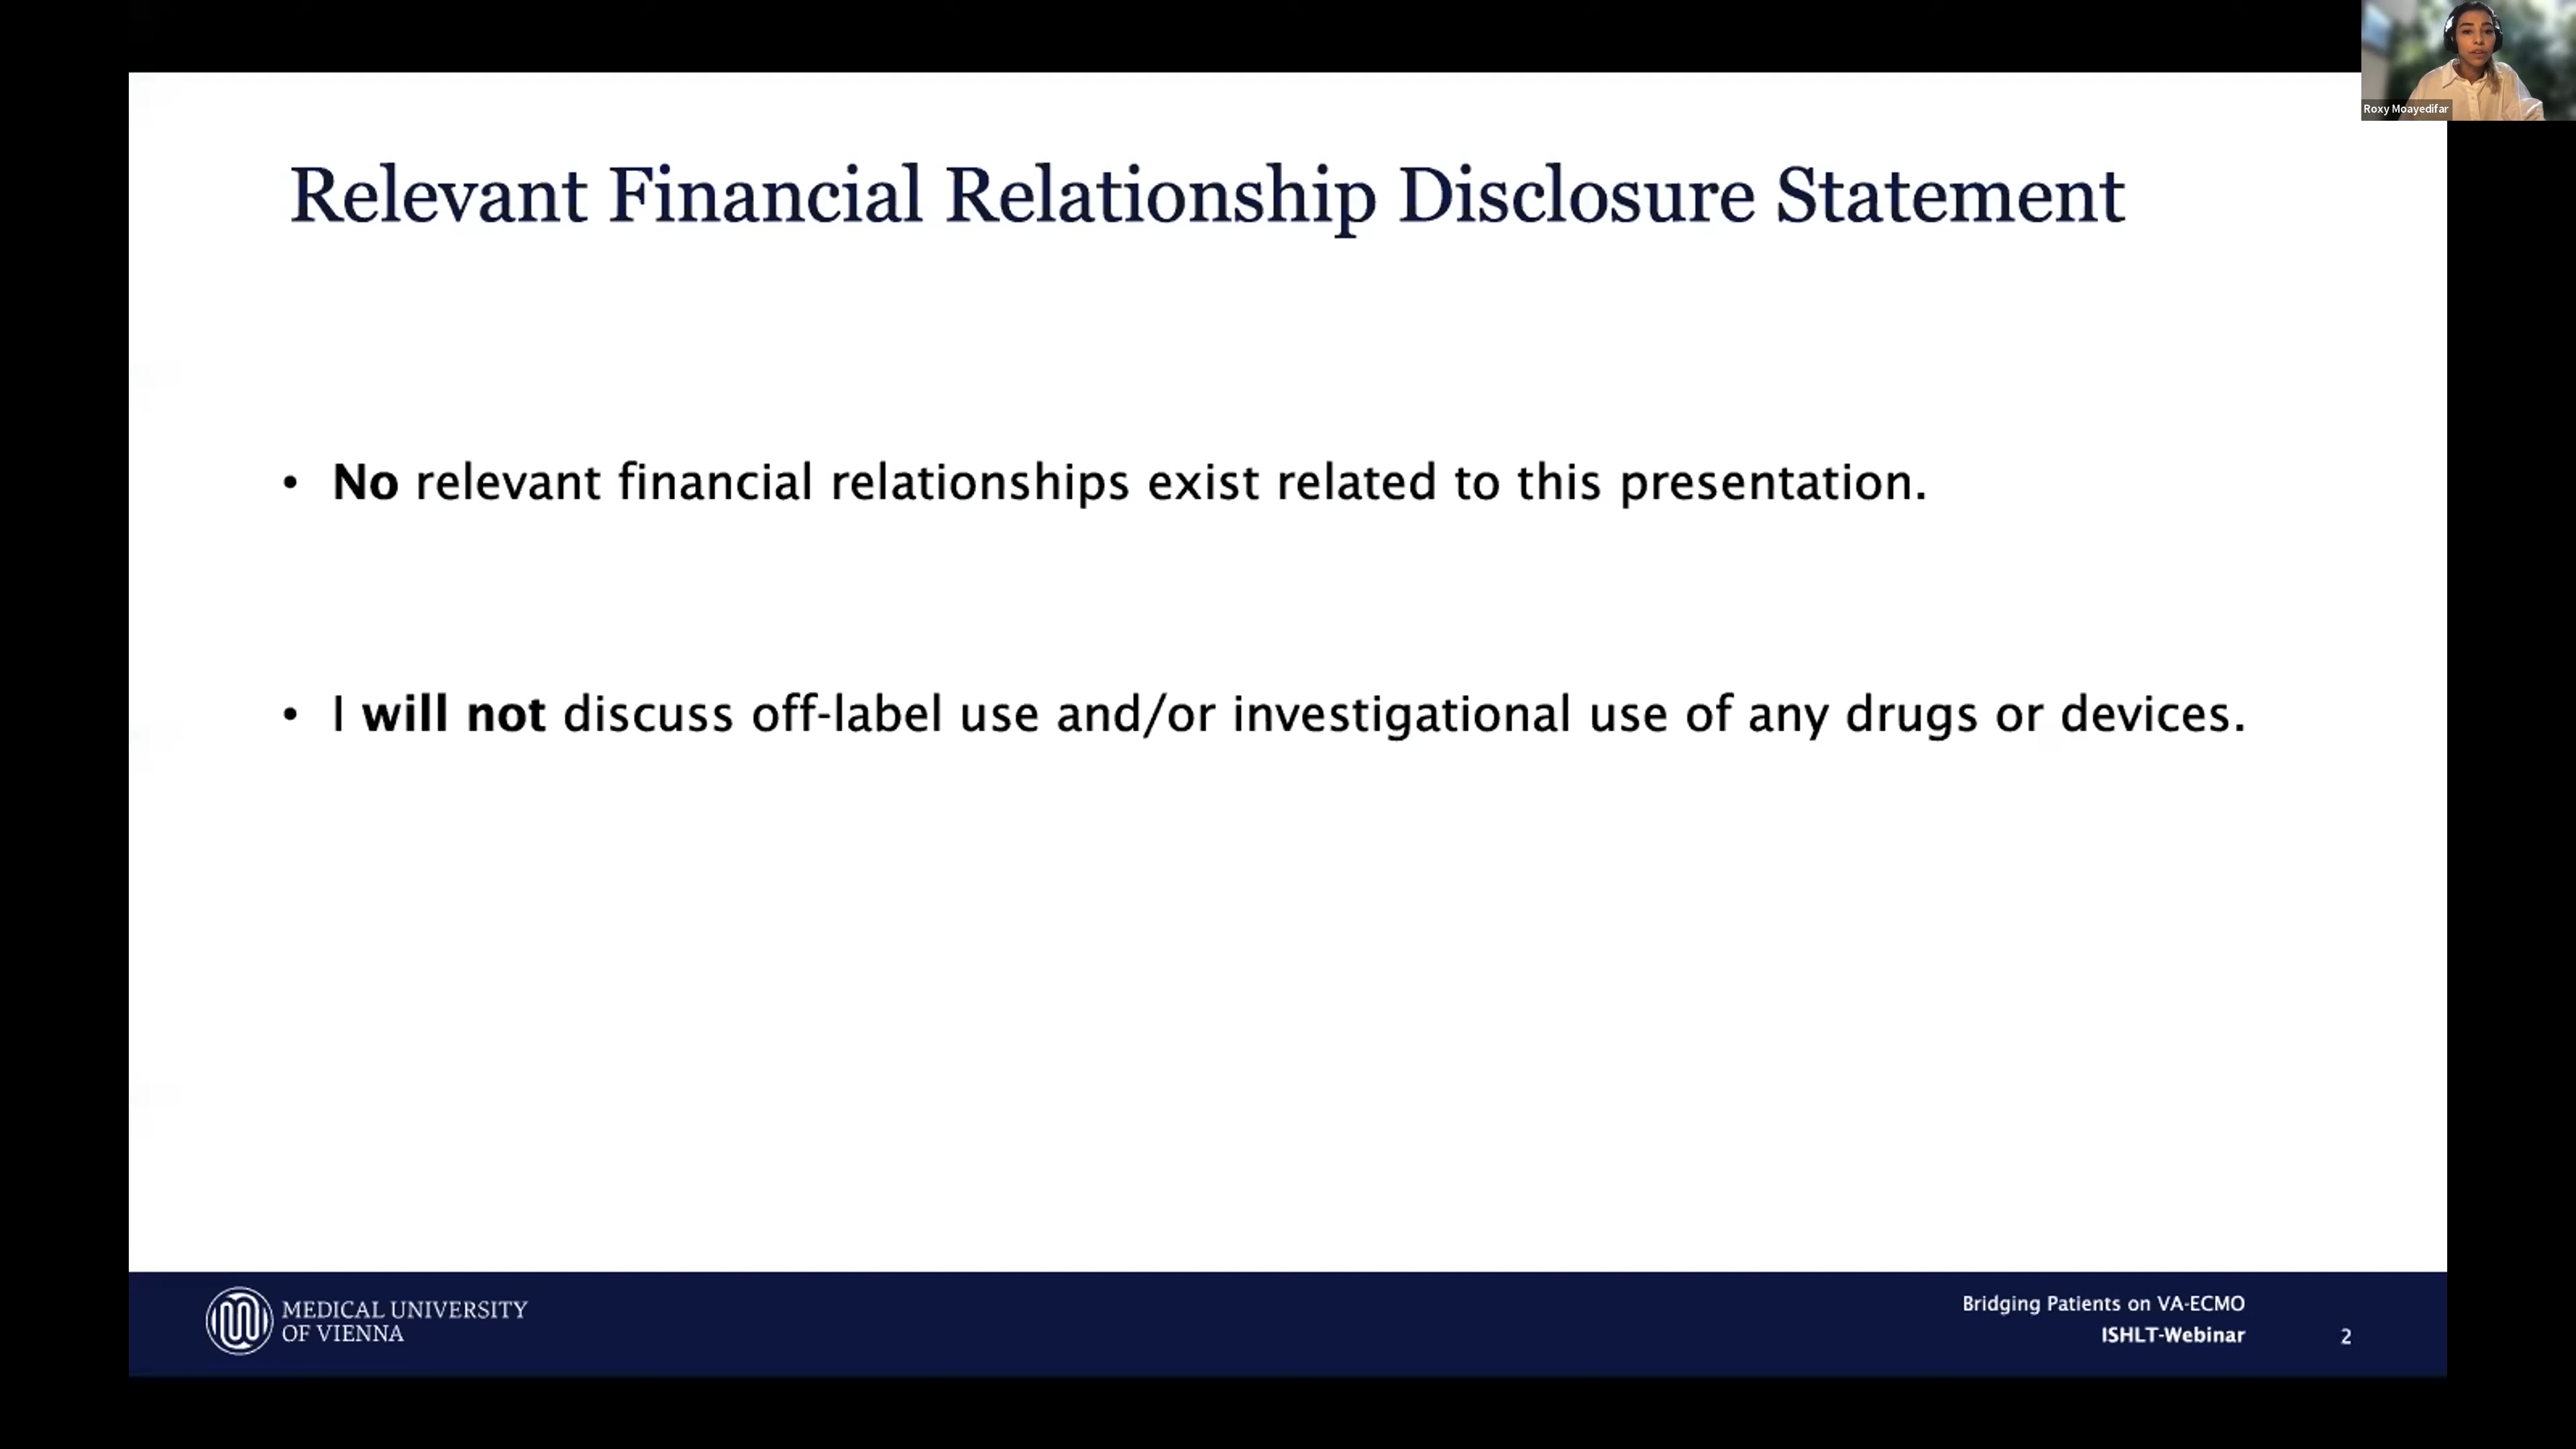 Roxy Moayedifar
Relevant Financial Relationship Disclosure Statement
• No relevant financial relationships exist related to this presentation.
• I will not discuss off-label use and/or investigational use of any drugs or devices.
MEDICAL UNIVERSITY
OF VIENNA
Bridging Patients on VA-ECMO
ISHLT-Webinar
2